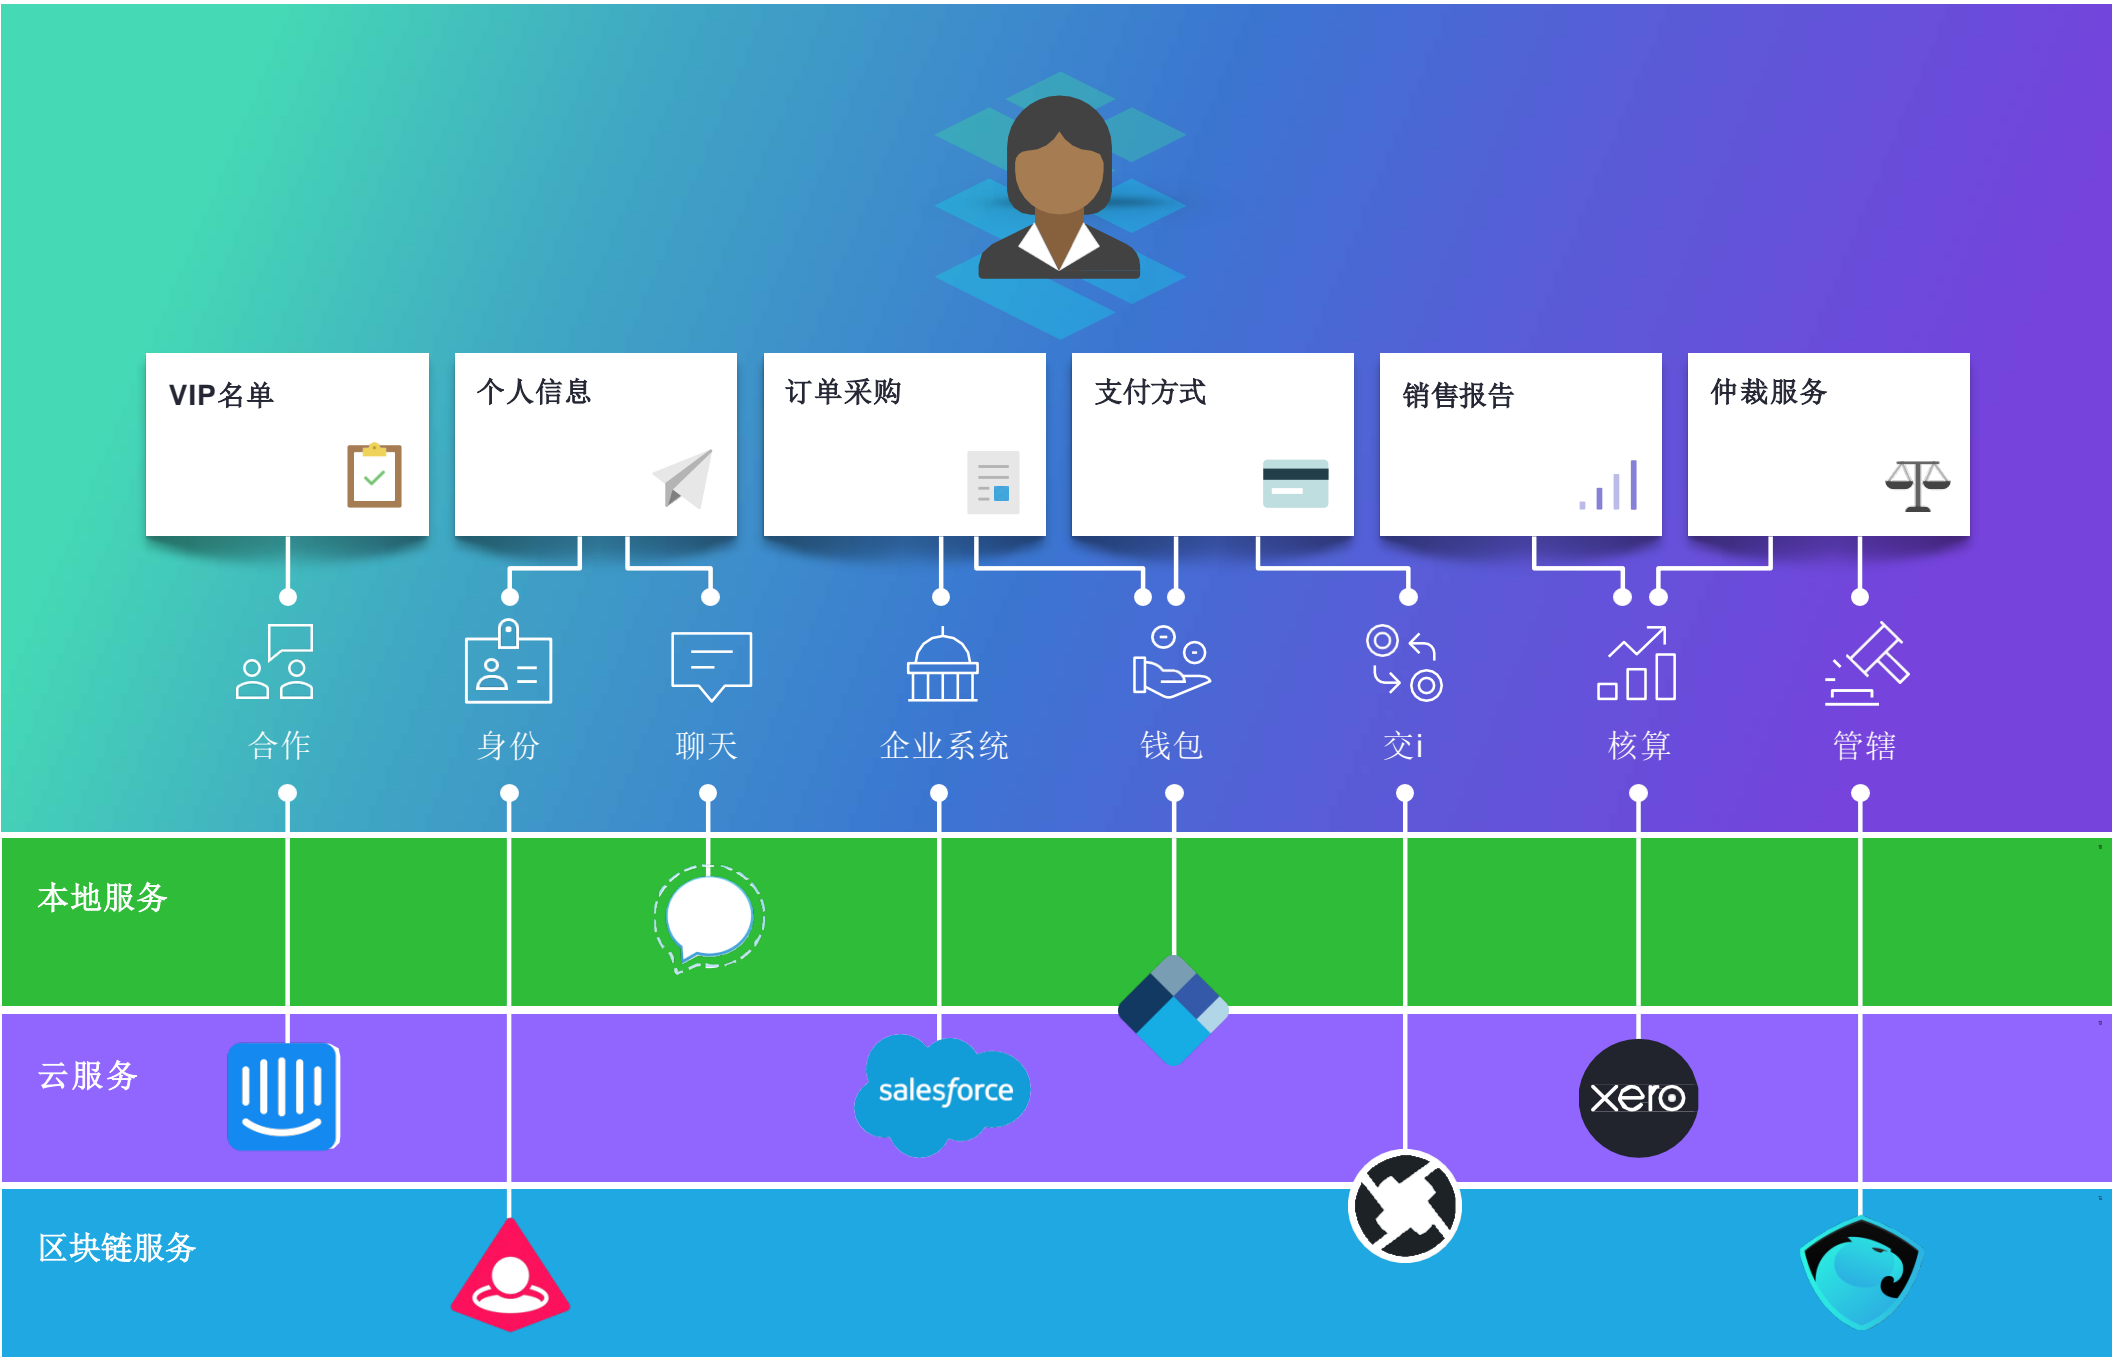 VIP名单
个人信息
订单采购
支付方式
销售报告
仲裁服务
合作
身份
聊天
企业系统
钱包
交i
核算
管辖
本地服务
云服务
salesforce
xero
区块链服务